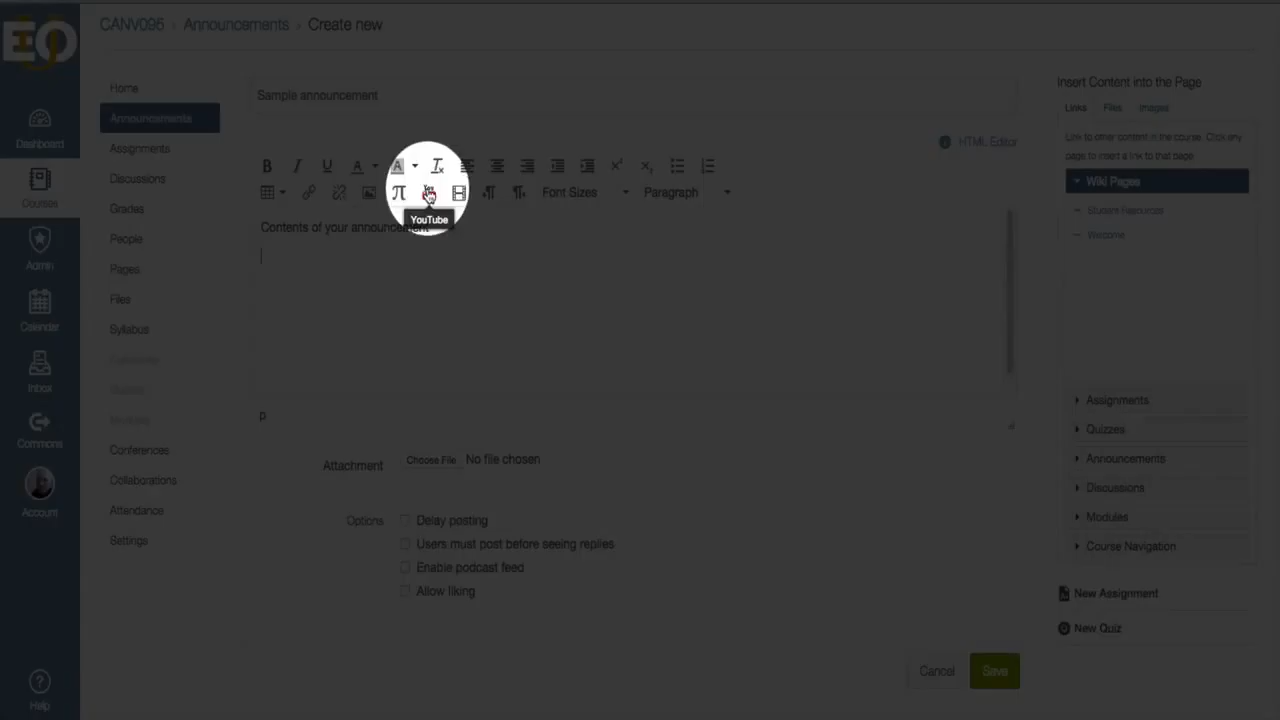 EO
CANV095 › Announcements › Create new
Dashboard
Courses
Admin
Calendar
Inbox
Commons
Account
Help
Home
Announcements
Assignments
Discussions
Grades
People
Pages
Files
Syllabus
Conferences
Collaborations
Attendance
Settings
Sample announcement
HTML Editor
B I U A A Tx x² x₂
π You Font Sizes Paragraph
YouTube
Contents of your announcement
p
Attachment Choose File No file chosen
Options Delay posting
Users must post before seeing replies
Enable podcast feed
Allow liking
Cancel Save
Insert Content into the Page
Links Files Images
Link to other content in the course. Click any
page to insert a link to that page.
Wiki Pages
Student Resources
Welcome
Assignments
Quizzes
Announcements
Discussions
Modules
Course Navigation
New Assignment
New Quiz